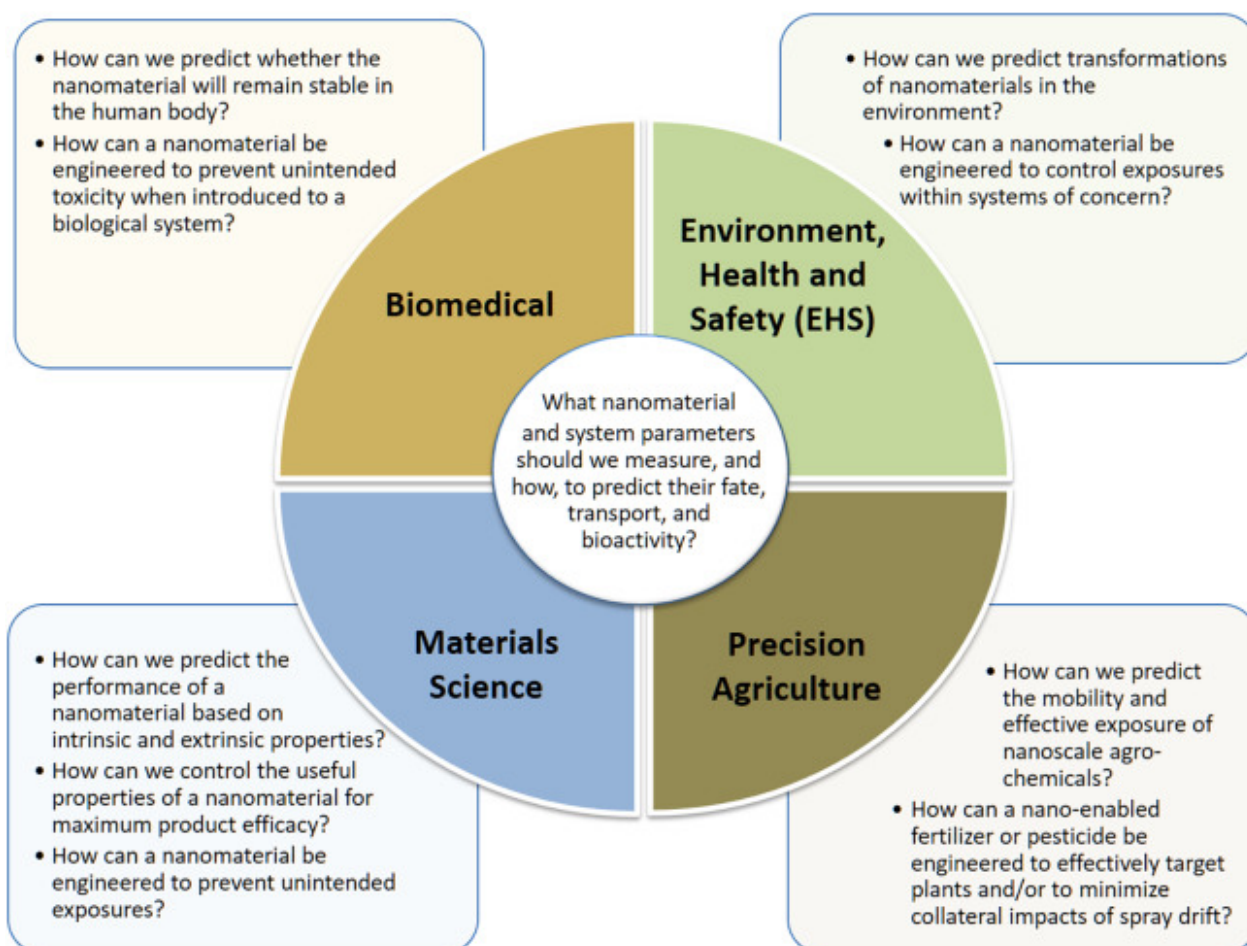 • How can we predict whether the
nanomaterial will remain stable in
the human body?
• How can a nanomaterial be
engineered to prevent unintended
toxicity when introduced to a
biological system?
• How can we predict transformations
of nanomaterials in the
environment?
• How can a nanomaterial be
engineered to control exposures
within systems of concern?
Biomedical
Environment,
Health and
Safety (EHS)
What nanomaterial
and system parameters
should we measure, and
how, to predict their fate,
transport, and
bioactivity?
Materials
Science
Precision
Agriculture
• How can we predict the
performance of a
nanomaterial based on
intrinsic and extrinsic properties?
• How can we control the useful
properties of a nanomaterial for
maximum product efficacy?
• How can a nanomaterial be
engineered to prevent unintended
exposures?
• How can we predict
the mobility and
effective exposure of
nanoscale agro-
chemicals?
• How can a nano-enabled
fertilizer or pesticide be
engineered to effectively target
plants and/or to minimize
collateral impacts of spray drift?